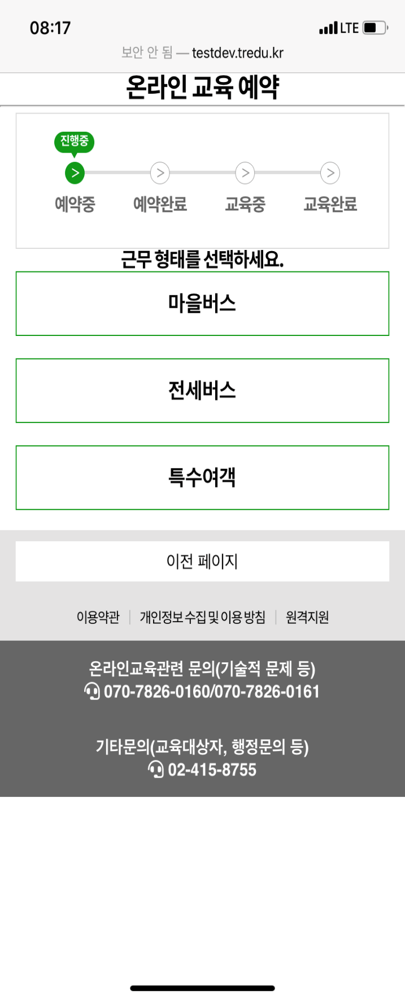 08:17 LTE
보안 안 됨 — testdev.tredu.kr
온라인 교육 예약
진행중
> > > >
예약중 예약완료 교육중 교육완료
근무 형태를 선택하세요.
마을버스
전세버스
특수여객
이전 페이지
이용약관 | 개인정보 수집 및 이용 방침 | 원격지원
온라인교육관련 문의(기술적 문제 등)
070-7826-0160/070-7826-0161
기타문의(교육대상자, 행정문의 등)
02-415-8755